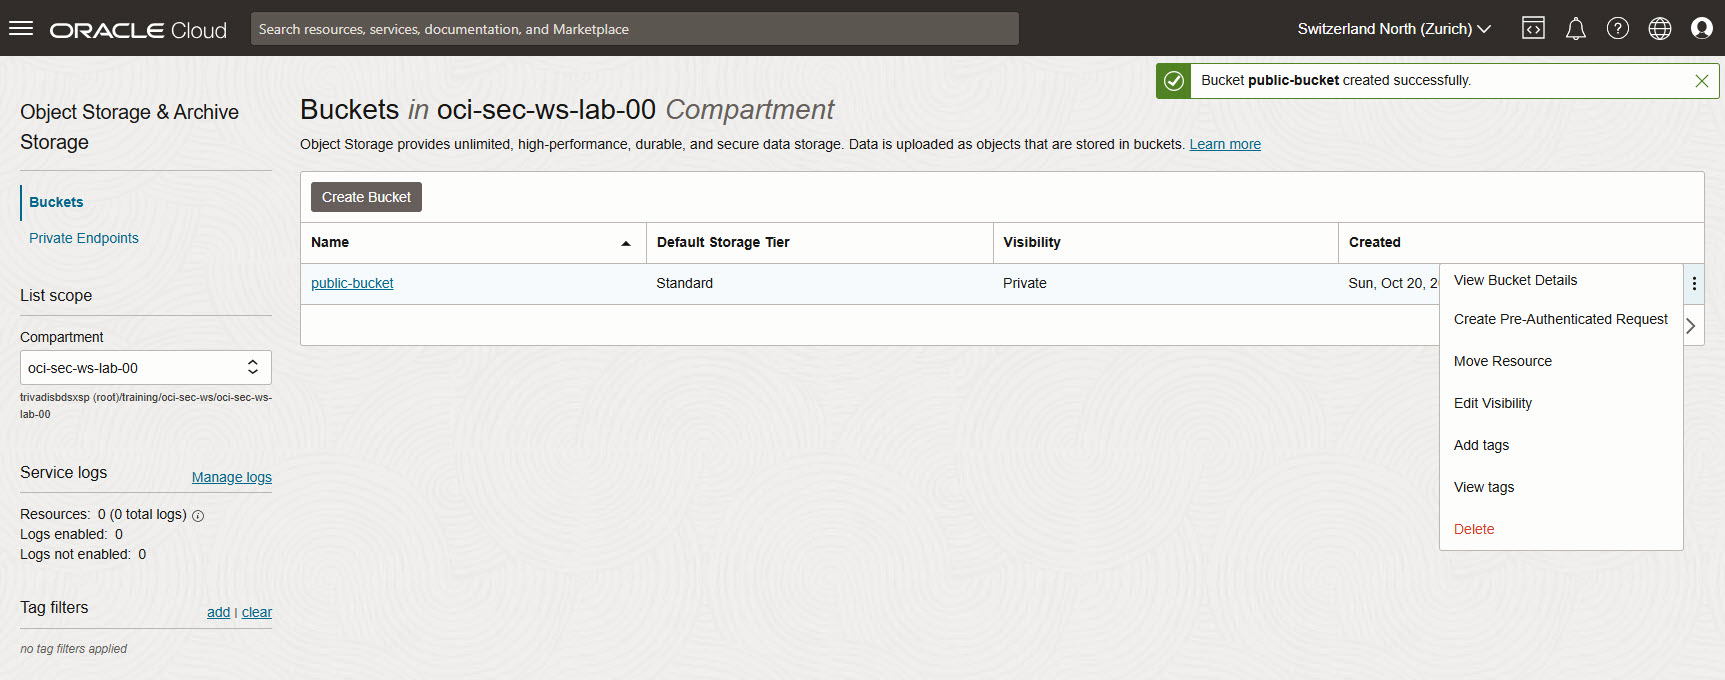 ORACLE Cloud
Search resources, services, documentation, and Marketplace
Switzerland North (Zurich)
Bucket public-bucket created successfully.
Object Storage & Archive
Storage
Buckets
Private Endpoints
List scope
Compartment
oci-sec-ws-lab-00
trivadisbdsxsp (root)/training/oci-sec-ws/oci-sec-ws-
lab-00
Service logs
Manage logs
Resources: 0 (0 total logs)
Logs enabled: 0
Logs not enabled: 0
Tag filters
add | clear
no tag filters applied
Buckets in oci-sec-ws-lab-00 Compartment
Object Storage provides unlimited, high-performance, durable, and secure data storage. Data is uploaded as objects that are stored in buckets. Learn more
Create Bucket
Name Default Storage Tier Visibility Created
public-bucket Standard Private Sun, Oct 20, 2
View Bucket Details
Create Pre-Authenticated Request
Move Resource
Edit Visibility
Add tags
View tags
Delete